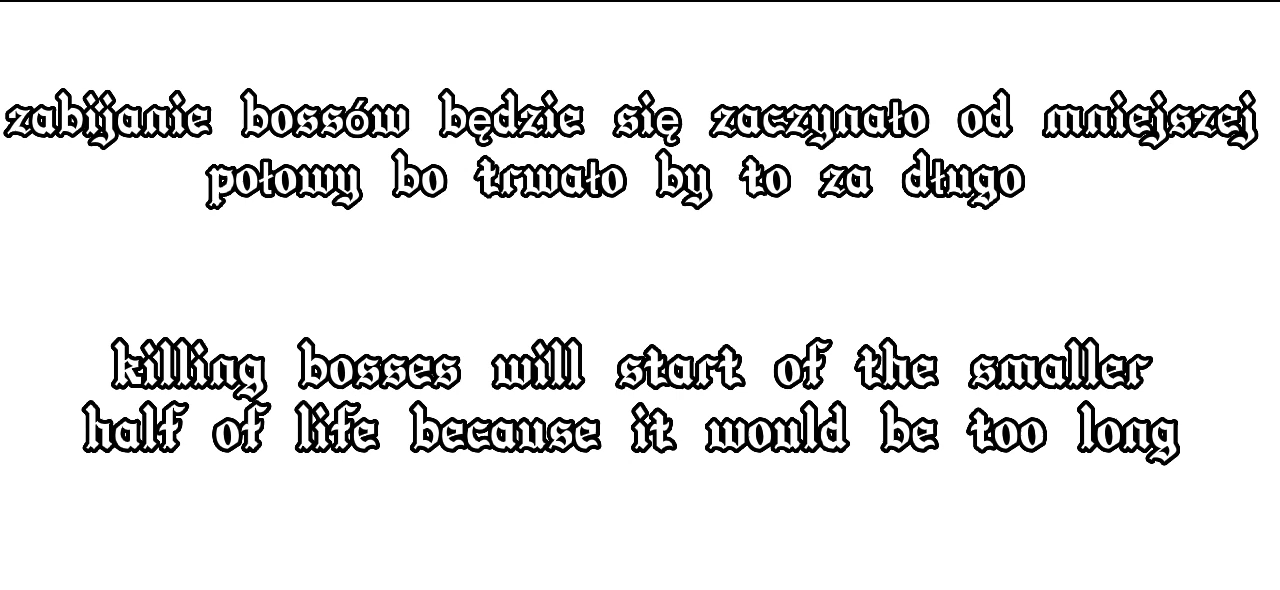 zabijanie bossów będzie się zaczynało od mniejszej
połowy bo trwało by to za długo
killing bosses will start of the smaller
half of life because it would be too long